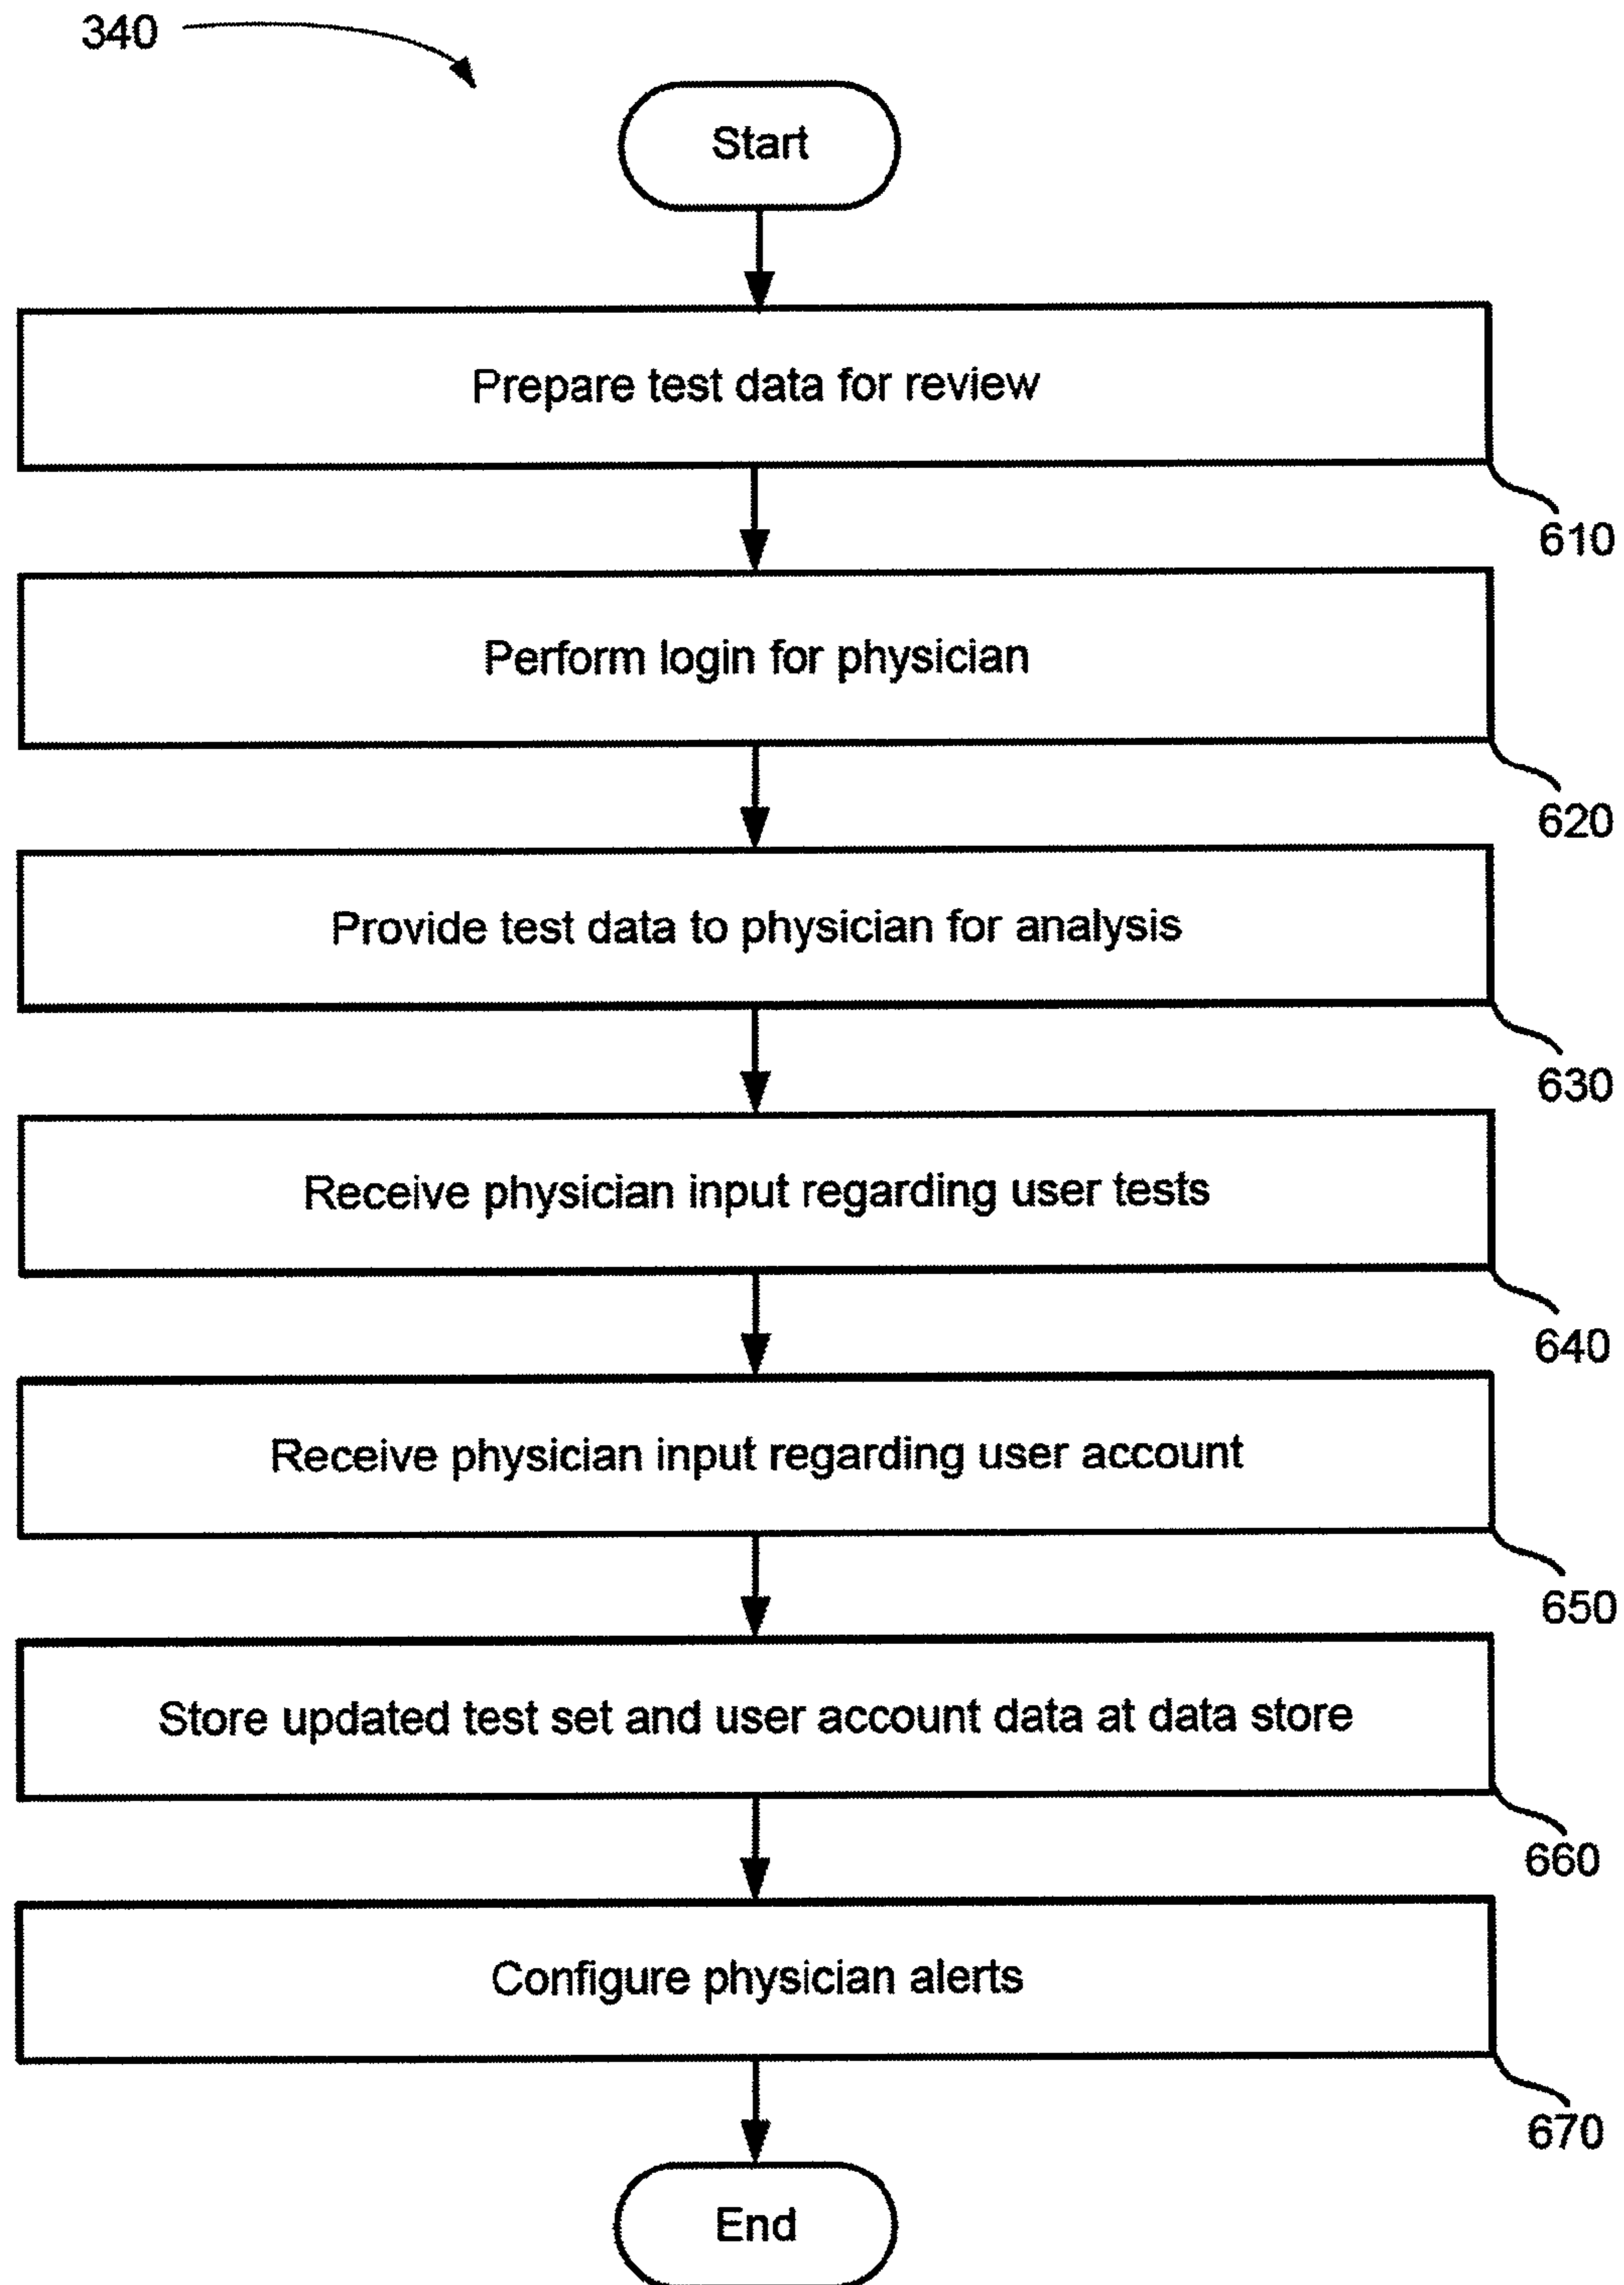 340
Start
Prepare test data for review
610
Perform login for physician
620
Provide test data to physician for analysis
630
Receive physician input regarding user tests
640
Receive physician input regarding user account
650
Store updated test set and user account data at data store
660
Configure physician alerts
670
End